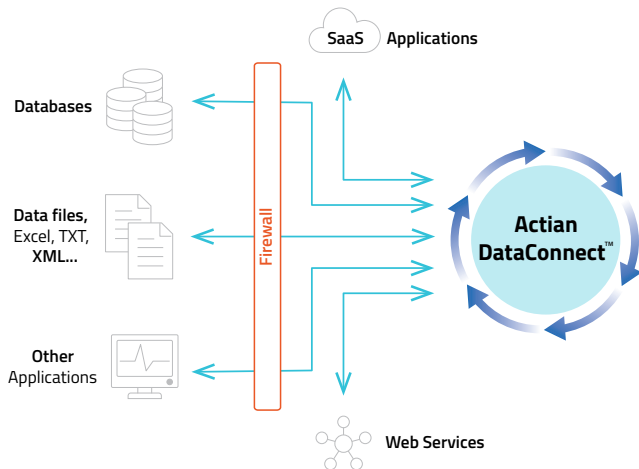 SaaS Applications
Databases
Data files,
Excel, TXT,
XML...
Firewall
Actian
DataConnect™
Other
Applications
Web Services